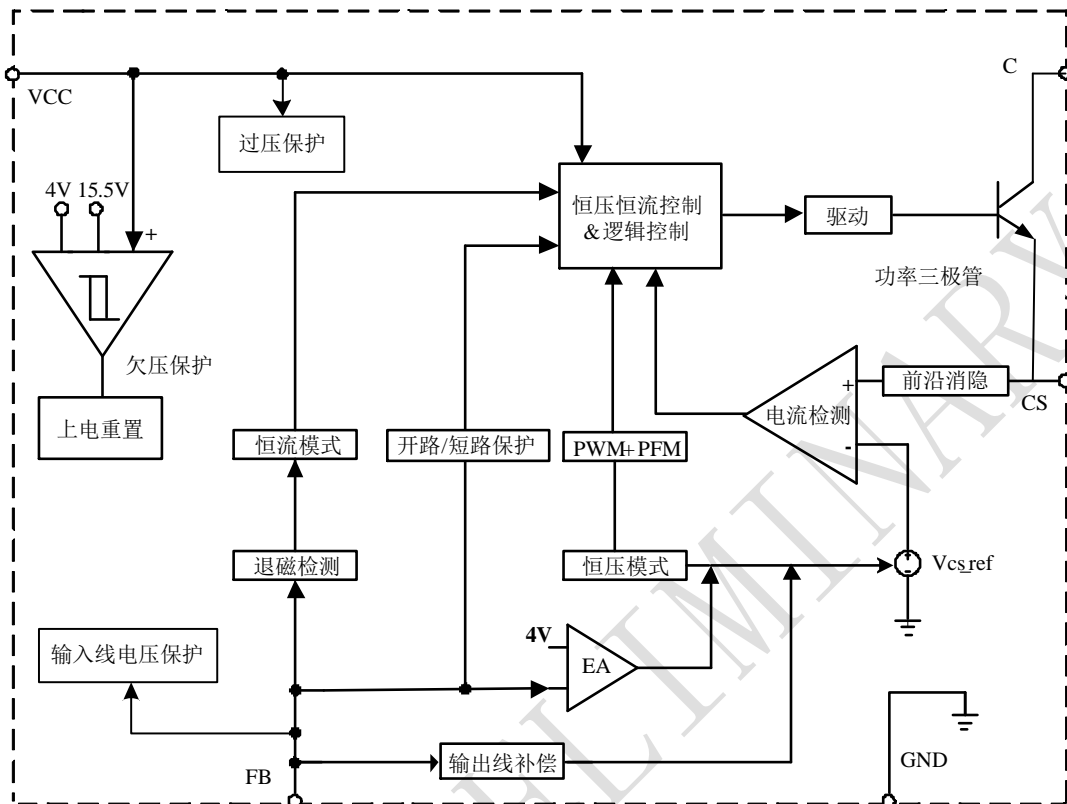 VCC
C
过压保护
4V 15.5V
+
恒压恒流控制
&逻辑控制
驱动
功率三极管
欠压保护
上电重置
恒流模式
开路/短路保护
PWM+PFM
电流检测
+
-
前沿消隐
CS
退磁检测
恒压模式
+
-
Vcs_ref
输入线电压保护
4V
EA
FB
输出线补偿
GND
ELIMINARY